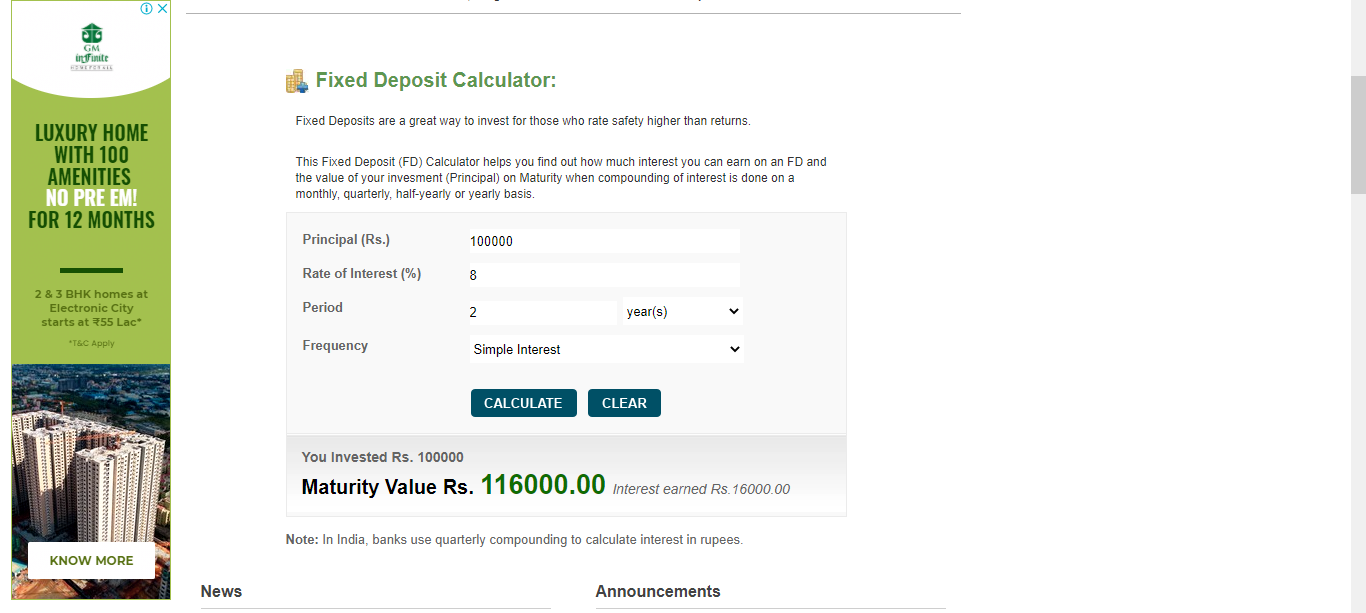 GM
infinite
HOME FOR ALL
LUXURY HOME
WITH 100
AMENITIES
NO PRE EM!
FOR 12 MONTHS
2 & 3 BHK homes at
Electronic City
starts at ₹55 Lac*
*T&C Apply
KNOW MORE
Fixed Deposit Calculator:
Fixed Deposits are a great way to invest for those who rate safety higher than returns.
This Fixed Deposit (FD) Calculator helps you find out how much interest you can earn on an FD and
the value of your invesment (Principal) on Maturity when compounding of interest is done on a
monthly, quarterly, half-yearly or yearly basis.
Principal (Rs.) 100000
Rate of Interest (%) 8
Period 2 year(s)
Frequency Simple Interest
CALCULATE CLEAR
You Invested Rs. 100000
Maturity Value Rs. 116000.00 Interest earned Rs.16000.00
Note: In India, banks use quarterly compounding to calculate interest in rupees.
News Announcements